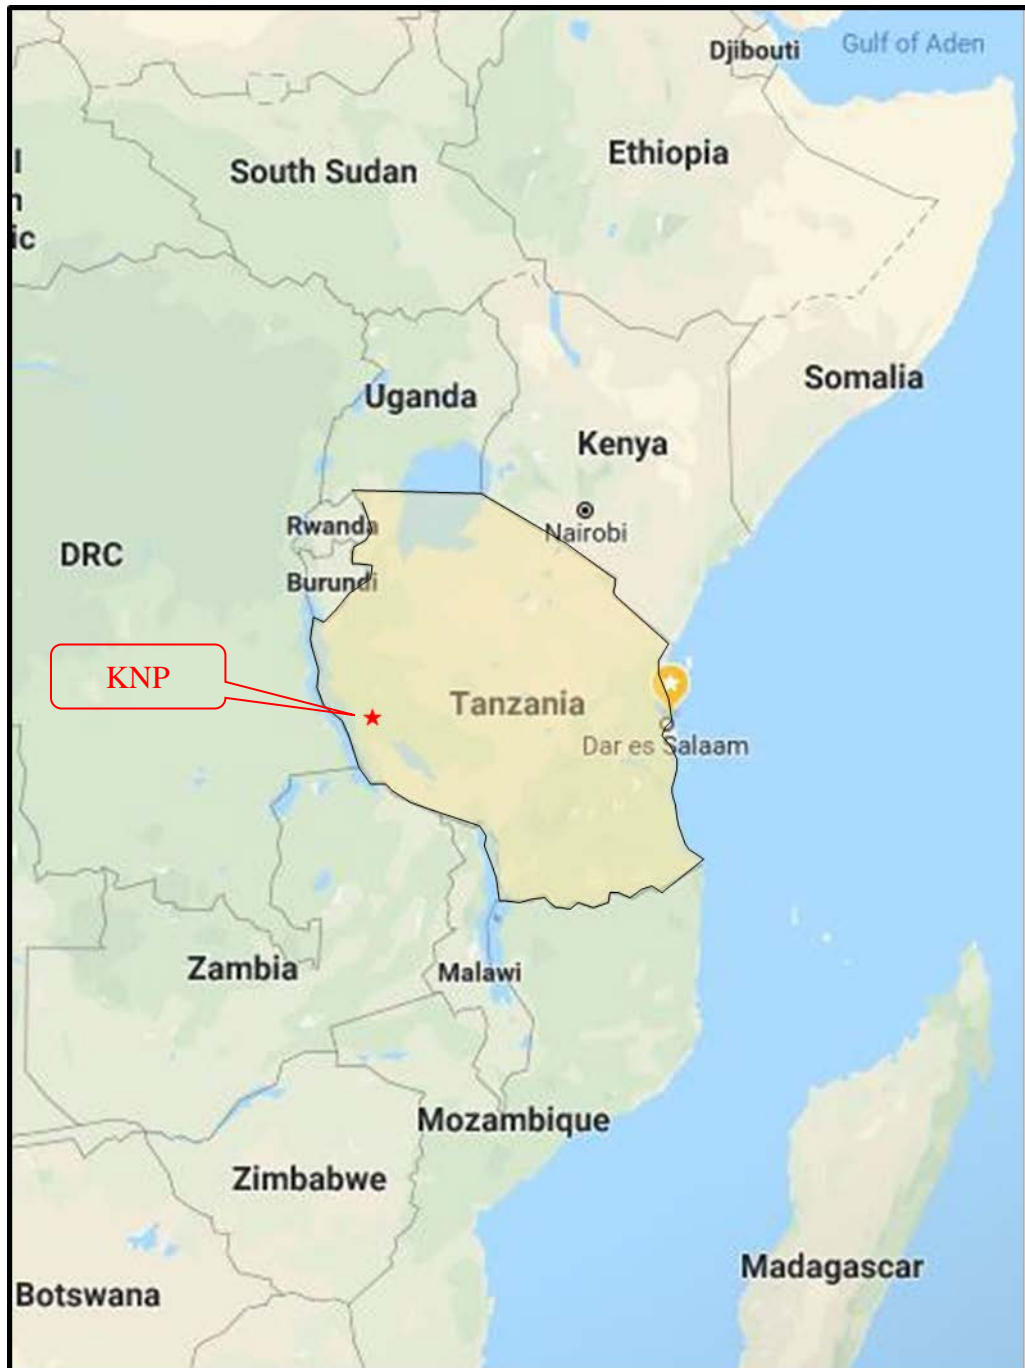 Djibouti
Gulf of Aden
Ethiopia
South Sudan
l
n
ic
Somalia
Uganda
Kenya
Nairobi
Rwanda
DRC
Burundi
KNP
Tanzania
Dar es Salaam
Zambia
Malawi
Mozambique
Zimbabwe
Madagascar
Botswana